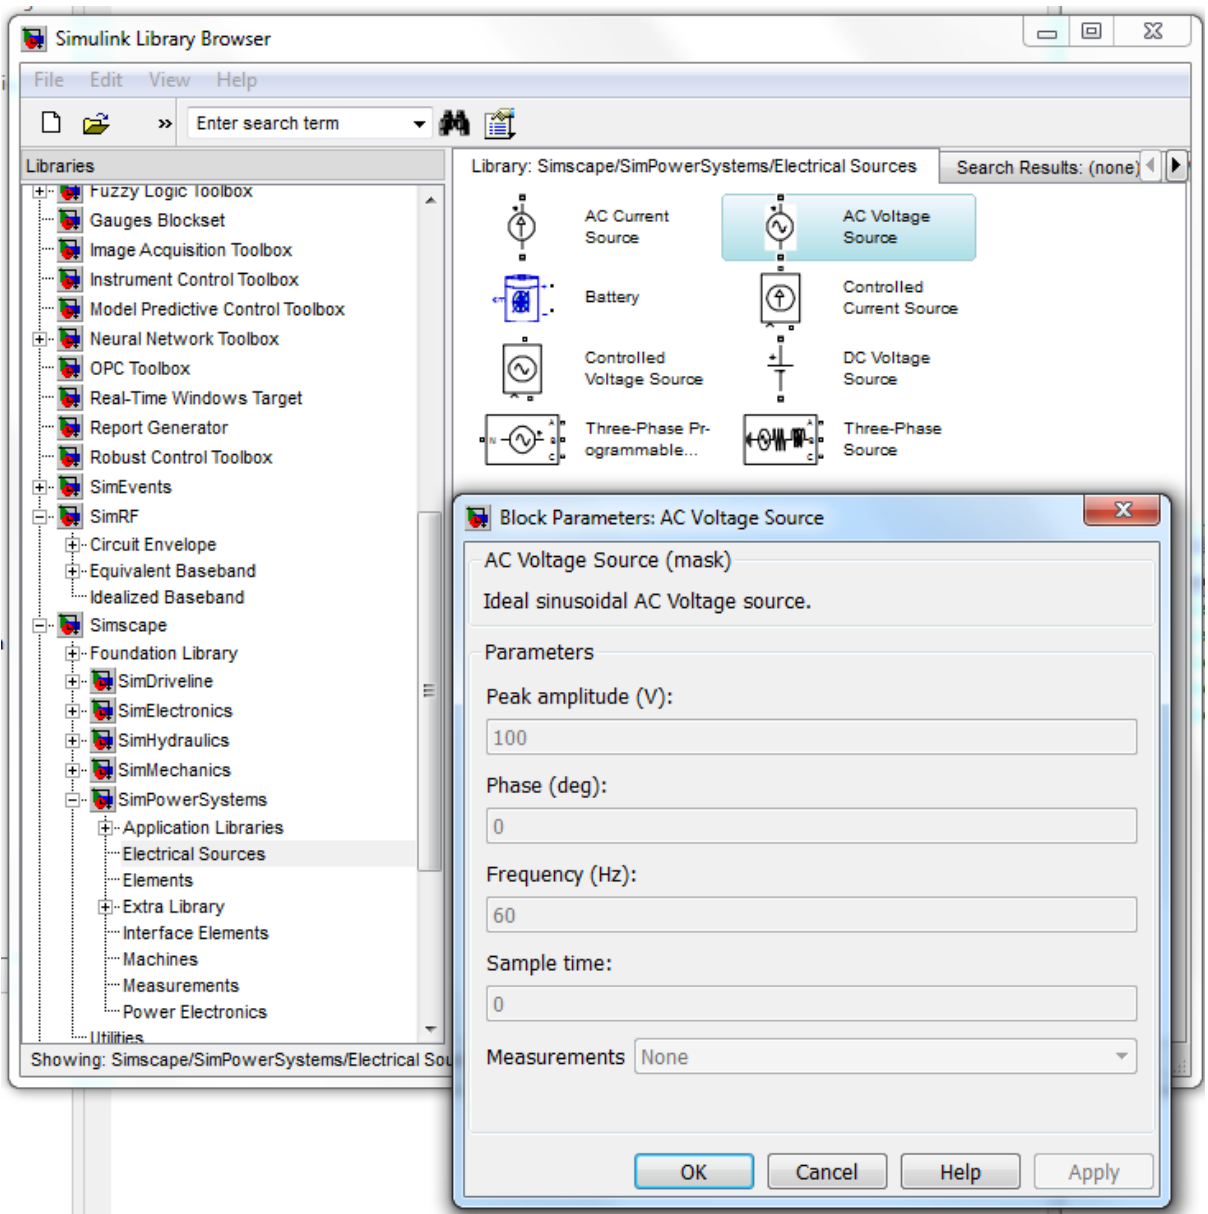 Simulink Library Browser
File Edit View Help
» Enter search term
Libraries
Fuzzy Logic Toolbox
Gauges Blockset
Image Acquisition Toolbox
Instrument Control Toolbox
Model Predictive Control Toolbox
Neural Network Toolbox
OPC Toolbox
Real-Time Windows Target
Report Generator
Robust Control Toolbox
SimEvents
SimRF
Circuit Envelope
Equivalent Baseband
Idealized Baseband
Simscape
Foundation Library
SimDriveline
SimElectronics
SimHydraulics
SimMechanics
SimPowerSystems
Application Libraries
Electrical Sources
Elements
Extra Library
Interface Elements
Machines
Measurements
Power Electronics
Utilities
Showing: Simscape/SimPowerSystems/Electrical Sou
Library: Simscape/SimPowerSystems/Electrical Sources
Search Results: (none)
AC Current
Source
AC Voltage
Source
Battery
Controlled
Current Source
Controlled
Voltage Source
DC Voltage
Source
N
A
B
C
Three-Phase Pr-
ogrammable...
A
B
C
Three-Phase
Source
Block Parameters: AC Voltage Source
AC Voltage Source (mask)
Ideal sinusoidal AC Voltage source.
Parameters
Peak amplitude (V):
100
Phase (deg):
0
Frequency (Hz):
60
Sample time:
0
Measurements None
OK Cancel Help Apply